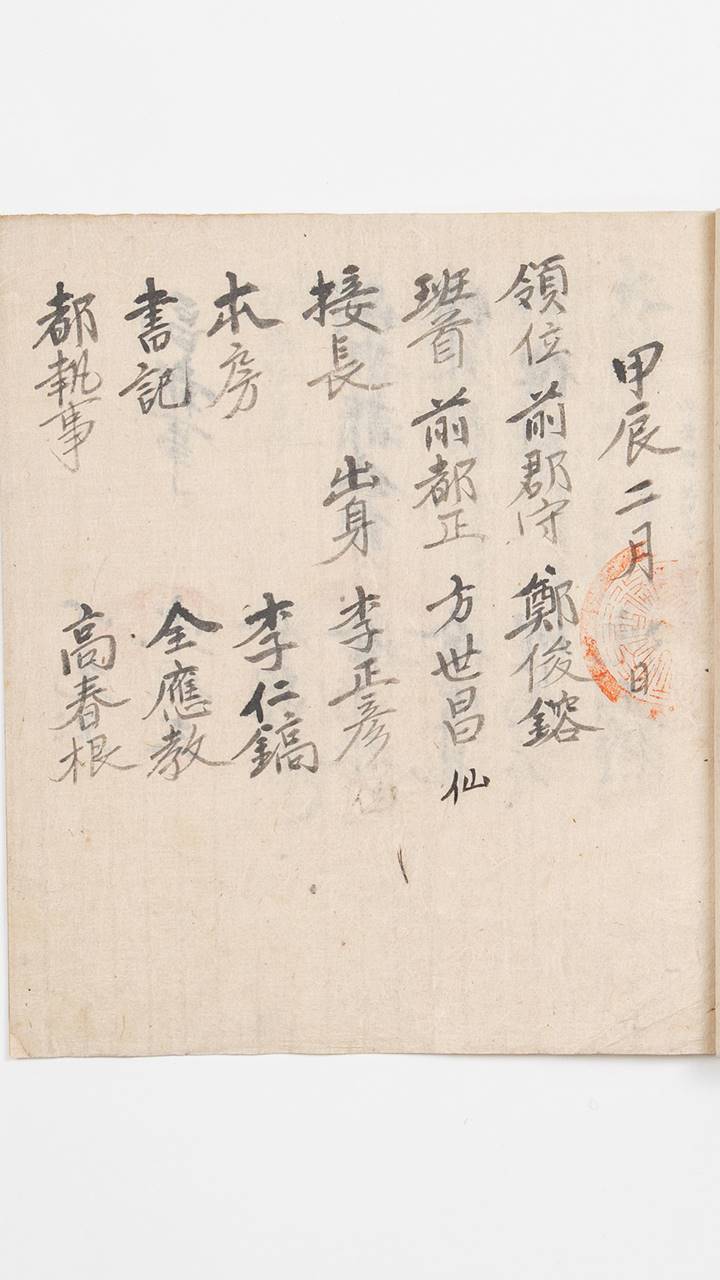 甲辰二月 日
領位 前郡守 鄭俊鎔
班首 前都正 方世昌 仙
接長 出身 李正彦 仙
本房 李仁鎬
書記 全應教
都執事 高春根